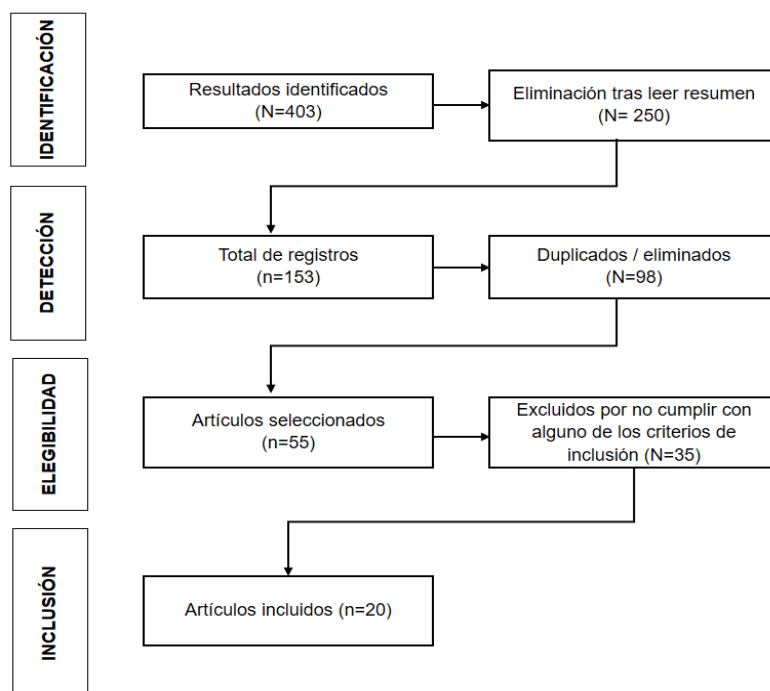 IDENTIFICACIÓN
Resultados identificados
(N=403)
Eliminación tras leer resumen
(N= 250)
DETECCIÓN
Total de registros
(n=153)
Duplicados / eliminados
(N=98)
ELEGIBILIDAD
Artículos seleccionados
(n=55)
Excluidos por no cumplir con
alguno de los criterios de
inclusión (N=35)
INCLUSIÓN
Artículos incluidos (n=20)